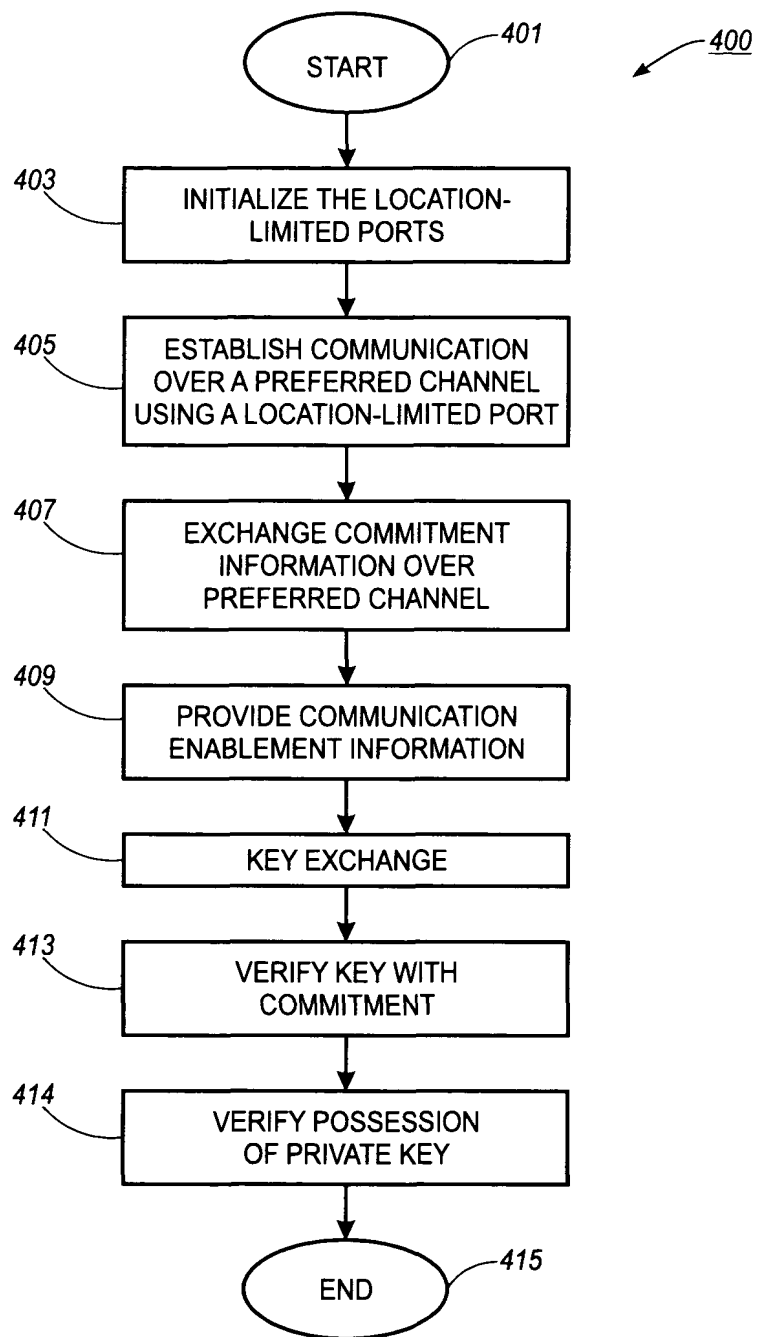 401
START
400
403
INITIALIZE THE LOCATION-
LIMITED PORTS
405
ESTABLISH COMMUNICATION
OVER A PREFERRED CHANNEL
USING A LOCATION-LIMITED PORT
407
EXCHANGE COMMITMENT
INFORMATION OVER
PREFERRED CHANNEL
409
PROVIDE COMMUNICATION
ENABLEMENT INFORMATION
411
KEY EXCHANGE
413
VERIFY KEY WITH
COMMITMENT
414
VERIFY POSSESSION
OF PRIVATE KEY
415
END